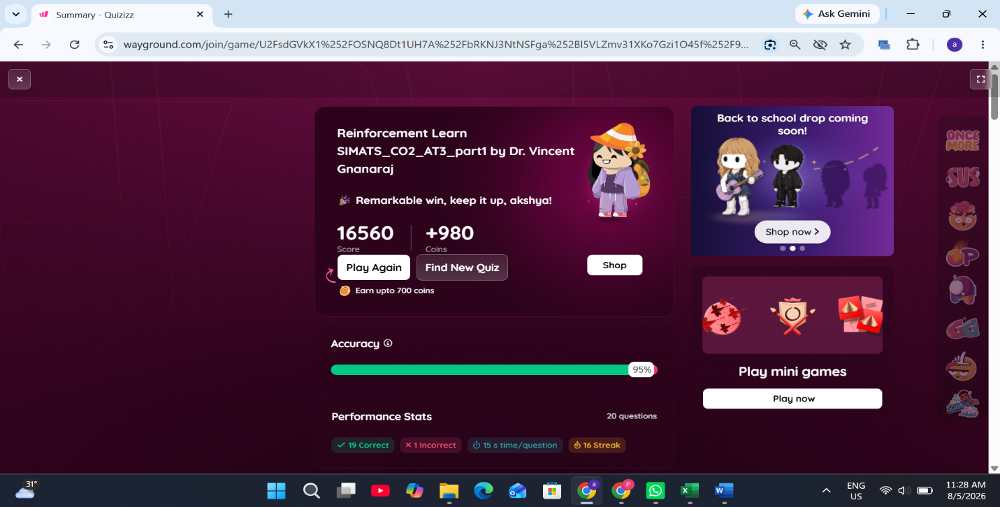 Summary - Quizizz
Ask Gemini
wayground.com/join/game/U2FsdGVkX1%252FOSNQ8Dt1UH7A%252FbRKNJ3NtNSFga%252BI5VLZmv31XKo7Gzi1O45f%252F9...
a
Reinforcement Learn
SIMATS_CO2_AT3_part1 by Dr. Vincent
Gnanaraj
Remarkable win, keep it up, akshya!
16560
Score
+980
Coins
Play Again
Find New Quiz
Shop
Earn upto 700 coins
Back to school drop coming
soon!
Shop now
ONCE
MORE
SUS
OP
GG
Accuracy
95%
Play mini games
Play now
Performance Stats
20 questions
19 Correct
1 Incorrect
15 s time/question
16 Streak
31°
a
P
ENG
US
11:28 AM
8/5/2026